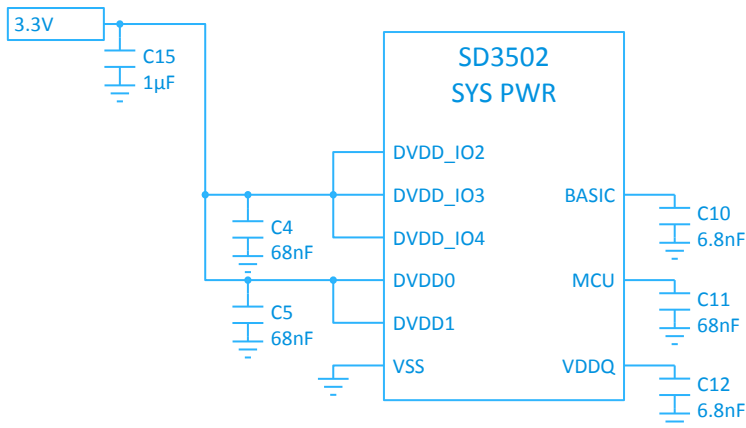 3.3V
C15
1µF
SD3502
SYS PWR
DVDD_IO2
DVDD_IO3
BASIC
C10
6.8nF
C4
68nF
DVDD_IO4
DVDD0
MCU
C11
68nF
C5
68nF
DVDD1
VSS
VDDQ
C12
6.8nF